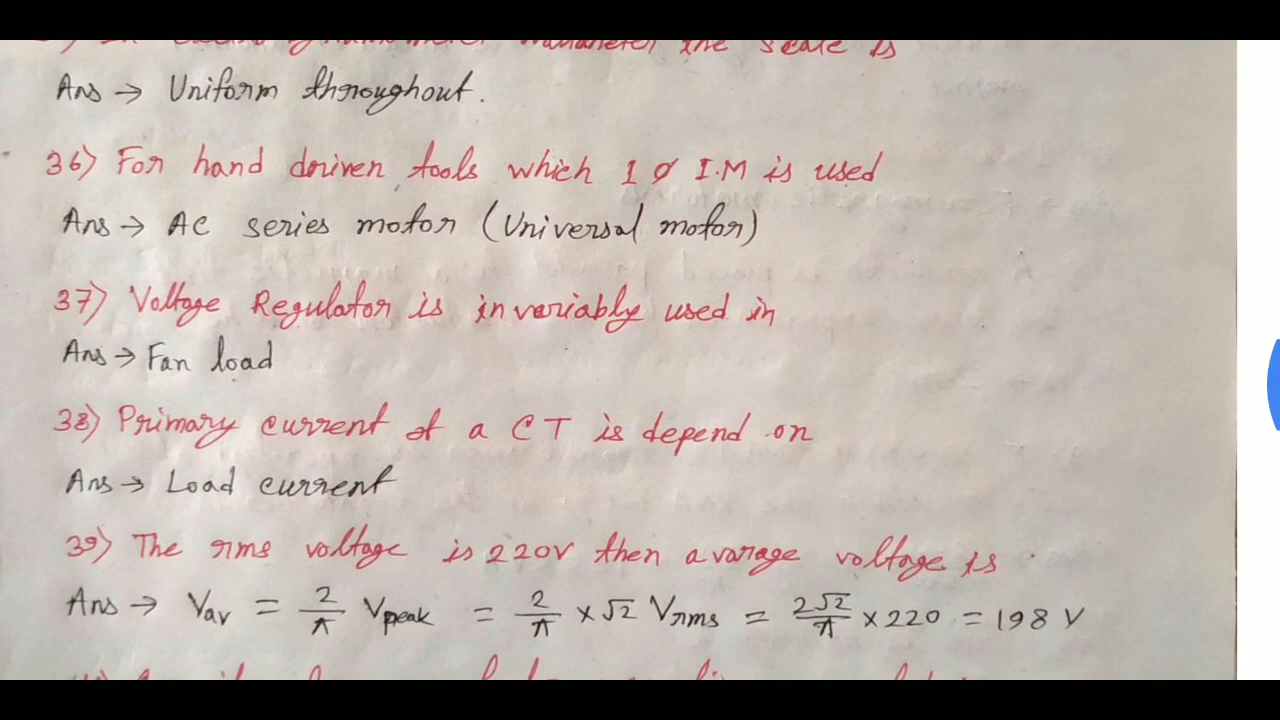 the scale is
Ans → Uniform throughout.
36) For hand driven tools which 1 ϕ I.M is used
Ans → AC series motor (Universal motor)
37) Voltage Regulator is invariably used in
Ans → Fan load
38) Primary current of a CT is depend on
Ans → Load current
39) The rms voltage is 220V then avarage voltage is
Ans → Vav = 2/π Vpeak = 2/π × √2 Vrms = 2√2/π × 220 = 198 V